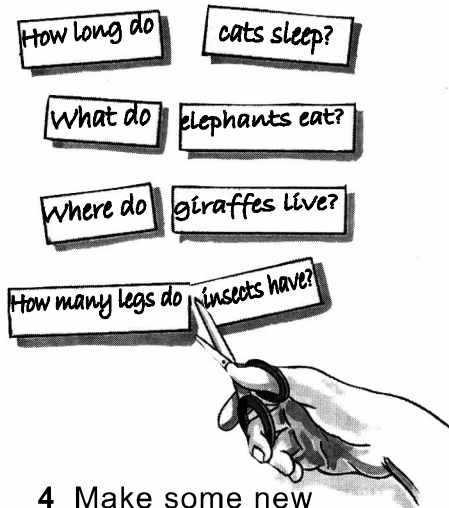 How long do cats sleep?
What do elephants eat?
Where do giraffes live?
How many legs do insects have?
4 Make some new